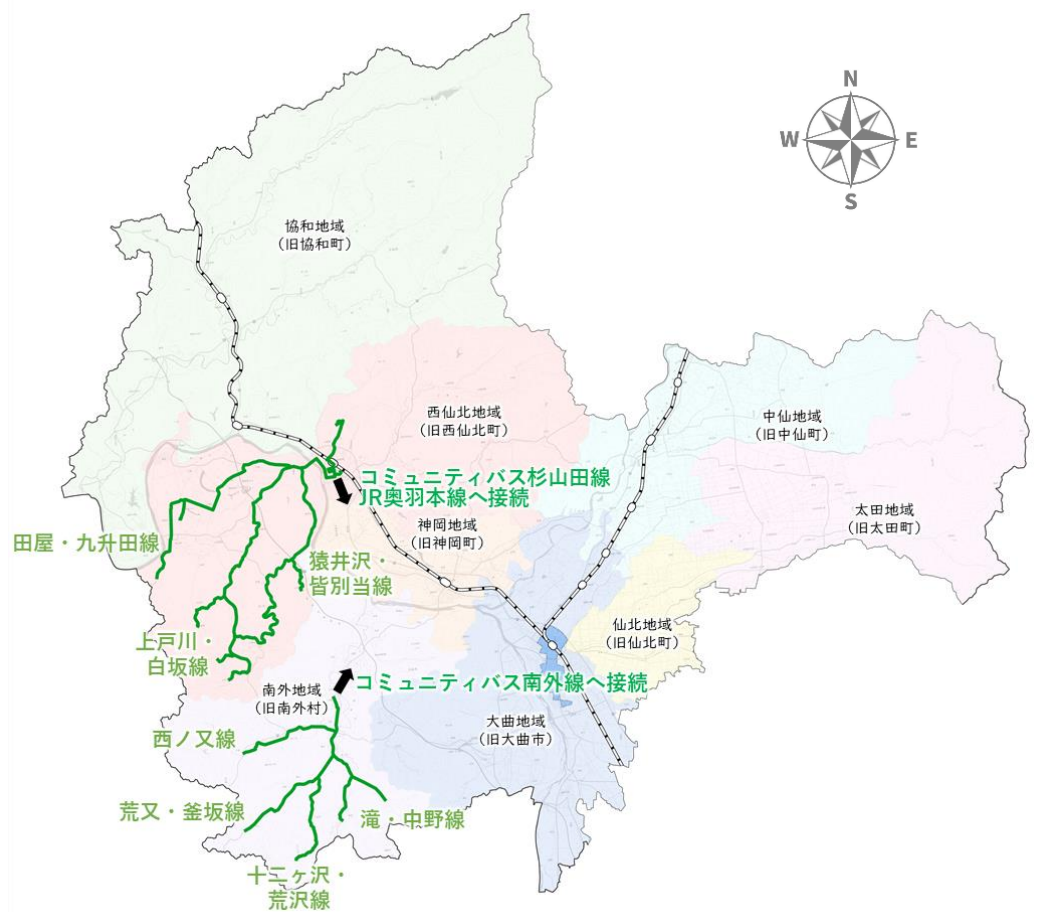 N
W
E
S
協和地域
（旧協和町）
西仙北地域
（旧西仙北町）
中仙地域
（旧中仙町）
コミュニティバス杉山田線
JR奥羽本線へ接続
太田地域
（旧太田町）
神岡地域
（旧神岡町）
田屋・九升田線
猿井沢・
皆別当線
仙北地域
（旧仙北町）
上戸川・
白坂線
コミュニティバス南外線へ接続
南外地域
（旧南外村）
大曲地域
（旧大曲市）
西ノ又線
荒又・釜坂線
滝・中野線
十二ヶ沢・
荒沢線